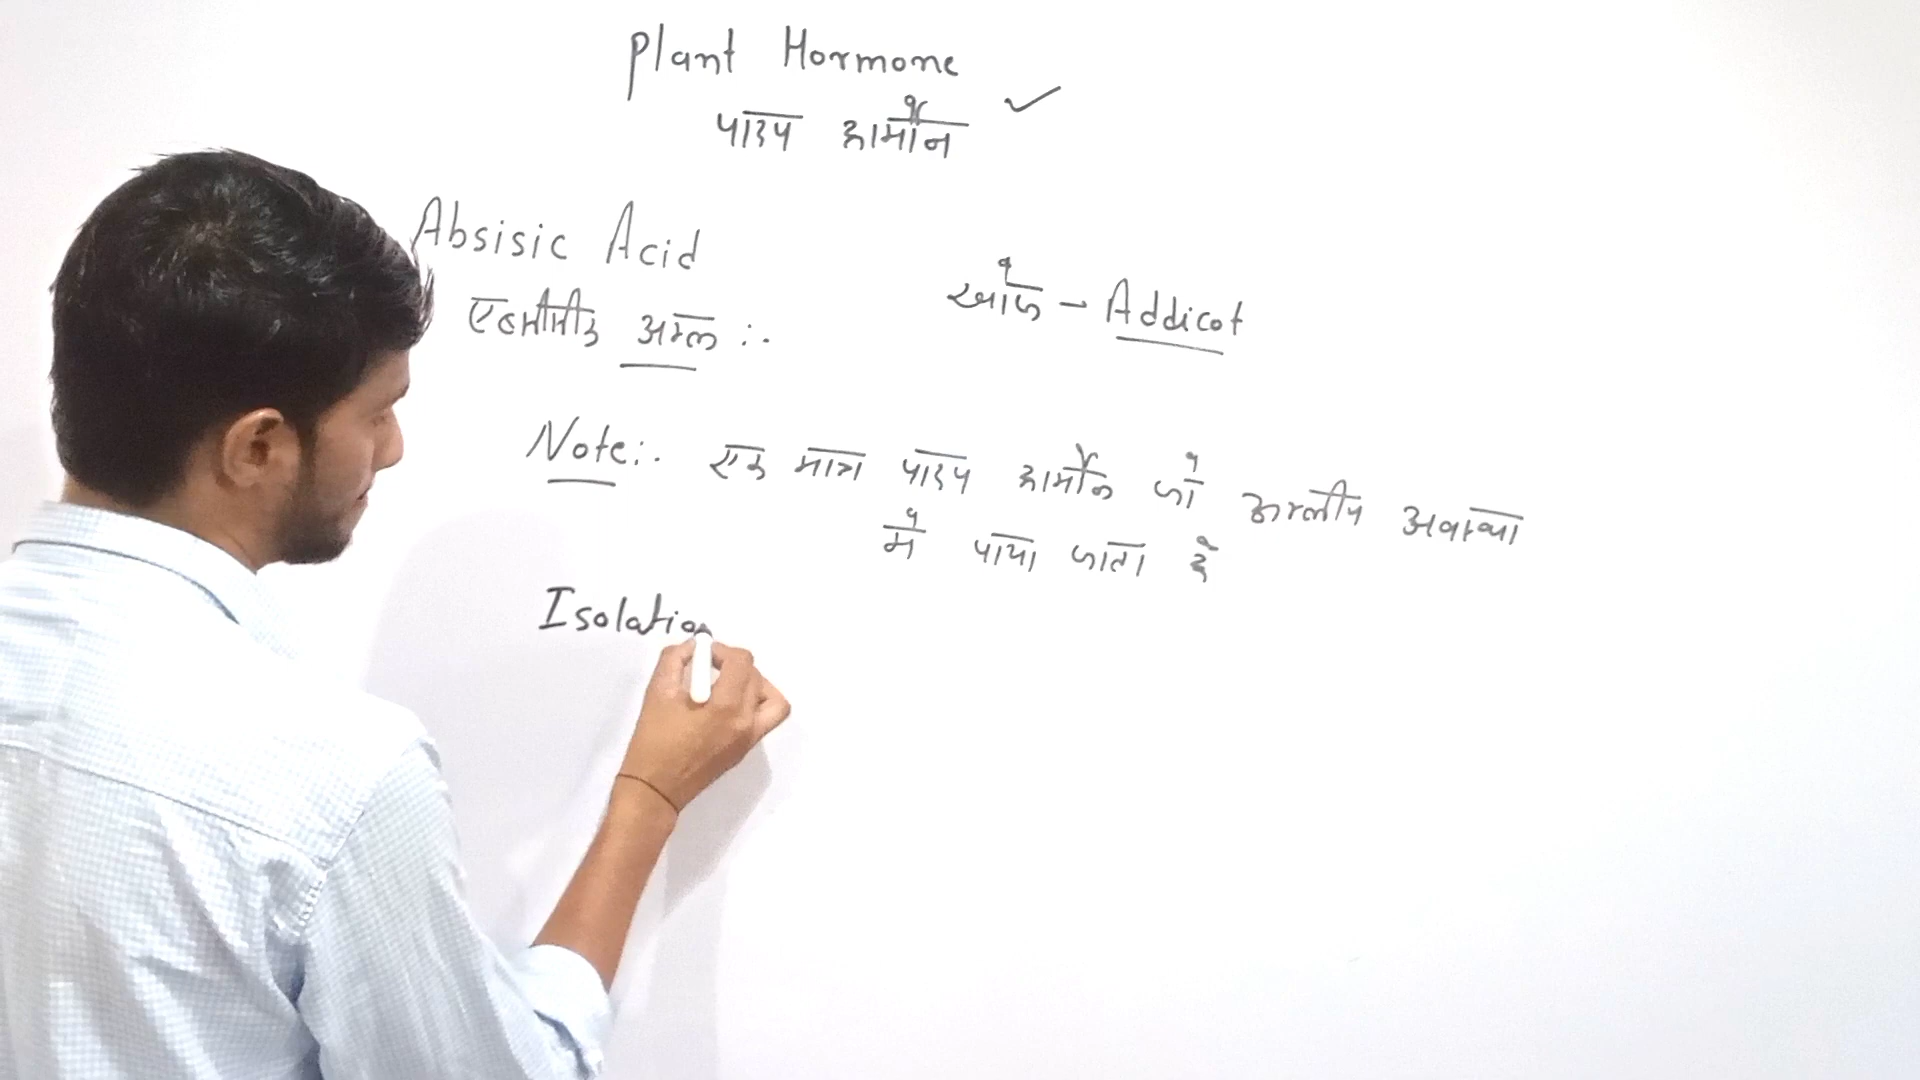 Plant Hormone
पादप हार्मोन
Absisic Acid
एब्सीसीक अम्ल :-
खोज - Addicot
Note:- एक मात्र पादप हार्मोन जो अम्लीय अवस्था
में पाया जाता है
Isolation